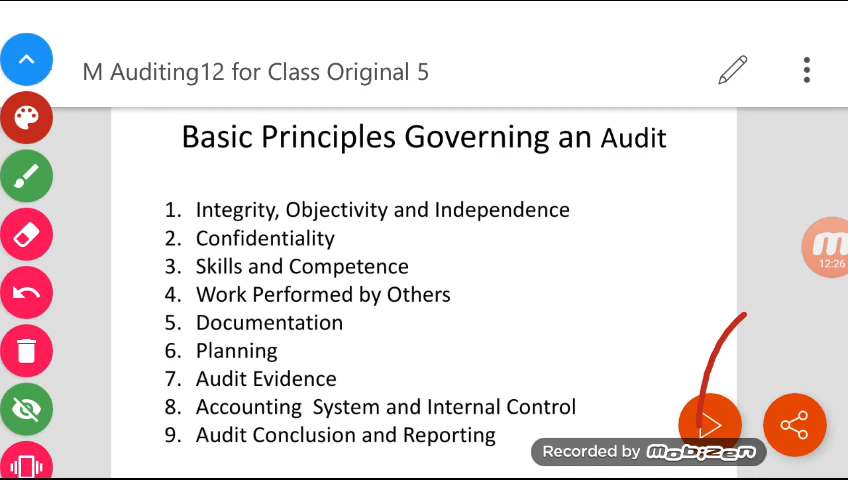 M Auditing12 for Class Original 5
Basic Principles Governing an Audit
1. Integrity, Objectivity and Independence
2. Confidentiality
3. Skills and Competence
4. Work Performed by Others
5. Documentation
6. Planning
7. Audit Evidence
8. Accounting System and Internal Control
9. Audit Conclusion and Reporting
m
12:26
Recorded by mobizen